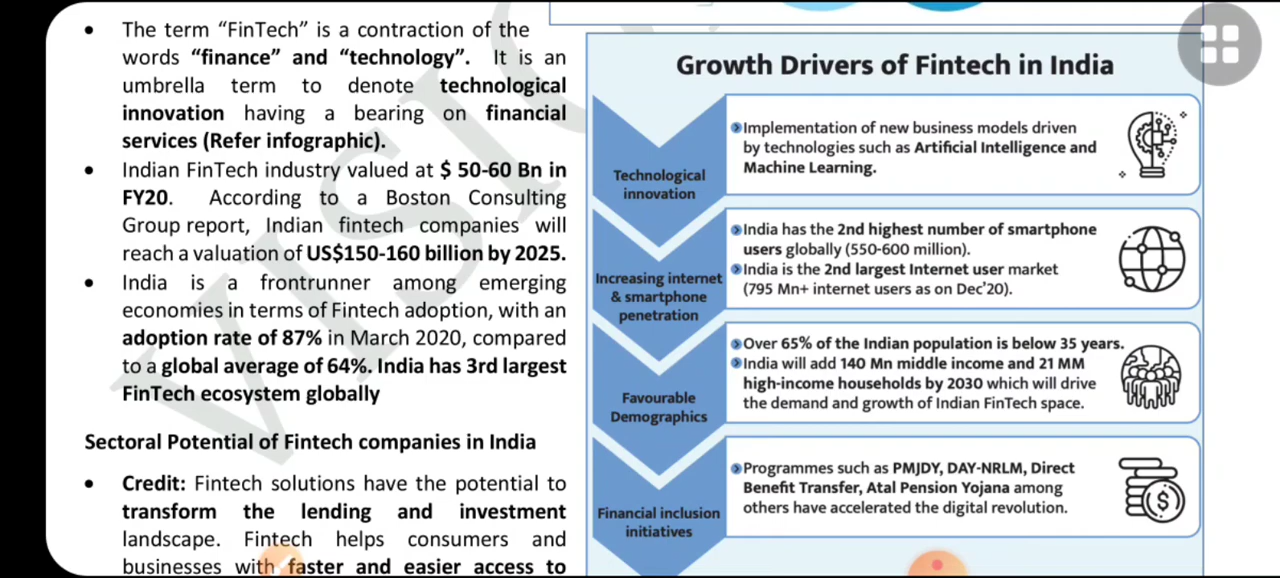 • The term “FinTech” is a contraction of the
words “finance” and “technology”. It is an
umbrella term to denote technological
innovation having a bearing on financial
services (Refer infographic).
• Indian FinTech industry valued at $ 50-60 Bn in
FY20. According to a Boston Consulting
Group report, Indian fintech companies will
reach a valuation of US$150-160 billion by 2025.
• India is a frontrunner among emerging
economies in terms of Fintech adoption, with an
adoption rate of 87% in March 2020, compared
to a global average of 64%. India has 3rd largest
FinTech ecosystem globally
Sectoral Potential of Fintech companies in India
• Credit: Fintech solutions have the potential to
transform the lending and investment
landscape. Fintech helps consumers and
businesses with faster and easier access to
Growth Drivers of Fintech in India
Technological
innovation
Implementation of new business models driven
by technologies such as Artificial Intelligence and
Machine Learning.
Increasing internet
& smartphone
penetration
India has the 2nd highest number of smartphone
users globally (550-600 million).
India is the 2nd largest Internet user market
(795 Mn+ internet users as on Dec’20).
Favourable
Demographics
Over 65% of the Indian population is below 35 years.
India will add 140 Mn middle income and 21 MM
high-income households by 2030 which will drive
the demand and growth of Indian FinTech space.
Financial inclusion
initiatives
Programmes such as PMJDY, DAY-NRLM, Direct
Benefit Transfer, Atal Pension Yojana among
others have accelerated the digital revolution.